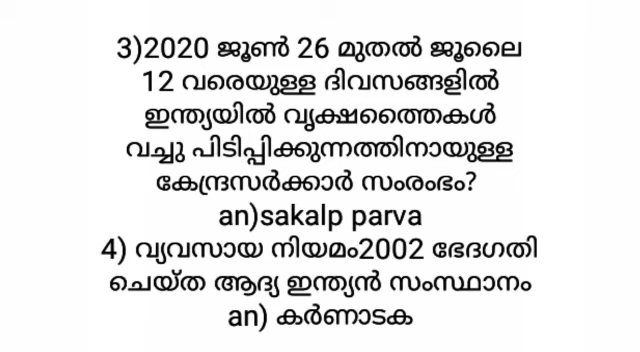 3)2020 ജൂൺ 26 മുതൽ ജൂലൈ
12 വരെയുള്ള ദിവസങ്ങളിൽ
ഇന്ത്യയിൽ വൃക്ഷത്തൈകൾ
വച്ചു പിടിപ്പിക്കുന്നത്തിനായുള്ള
കേന്ദ്രസർക്കാർ സംരംഭം?
an)sakalp parva
4) വ്യവസായ നിയമം2002 ഭേദഗതി
ചെയ്ത ആദ്യ ഇന്ത്യൻ സംസ്ഥാനം
an) കർണാടക